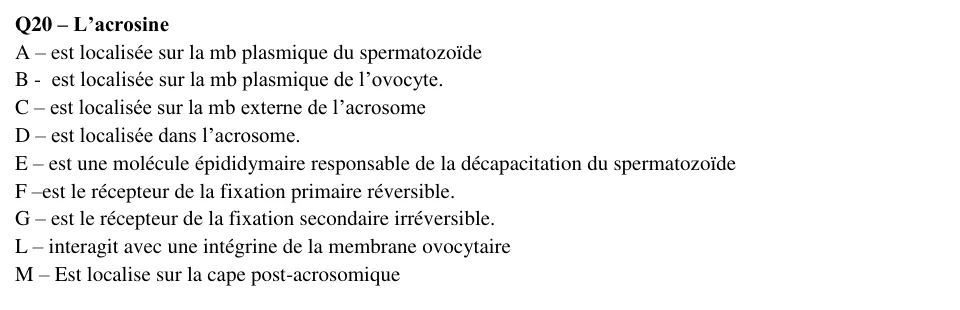 Q20 – L’acrosine
A – est localisée sur la mb plasmique du spermatozoïde
B - est localisée sur la mb plasmique de l’ovocyte.
C – est localisée sur la mb externe de l’acrosome
D – est localisée dans l’acrosome.
E – est une molécule épididymaire responsable de la décapacitation du spermatozoïde
F –est le récepteur de la fixation primaire réversible.
G – est le récepteur de la fixation secondaire irréversible.
L – interagit avec une intégrine de la membrane ovocytaire
M – Est localise sur la cape post-acrosomique